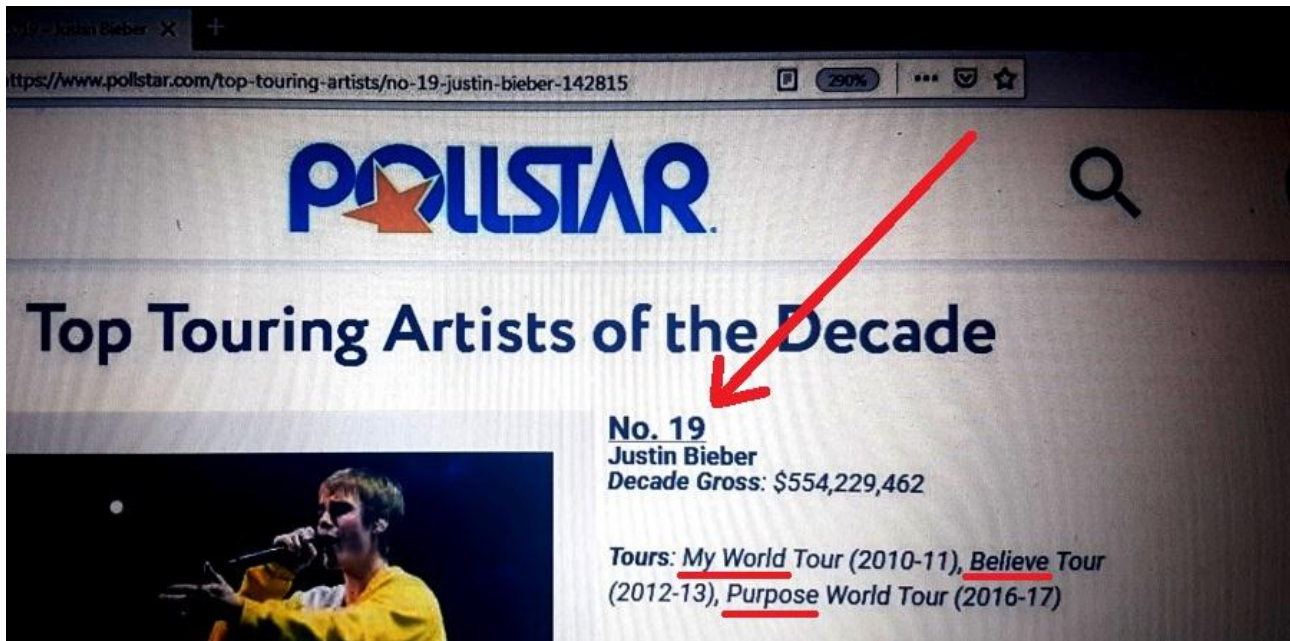 19 – Justin Bieber
ttps://www.pollstar.com/top-touring-artists/no-19-justin-bieber-142815 290%
POLLSTAR.
Top Touring Artists of the Decade
No. 19
Justin Bieber
Decade Gross: $554,229,462
Tours: My World Tour (2010-11), Believe Tour
(2012-13), Purpose World Tour (2016-17)